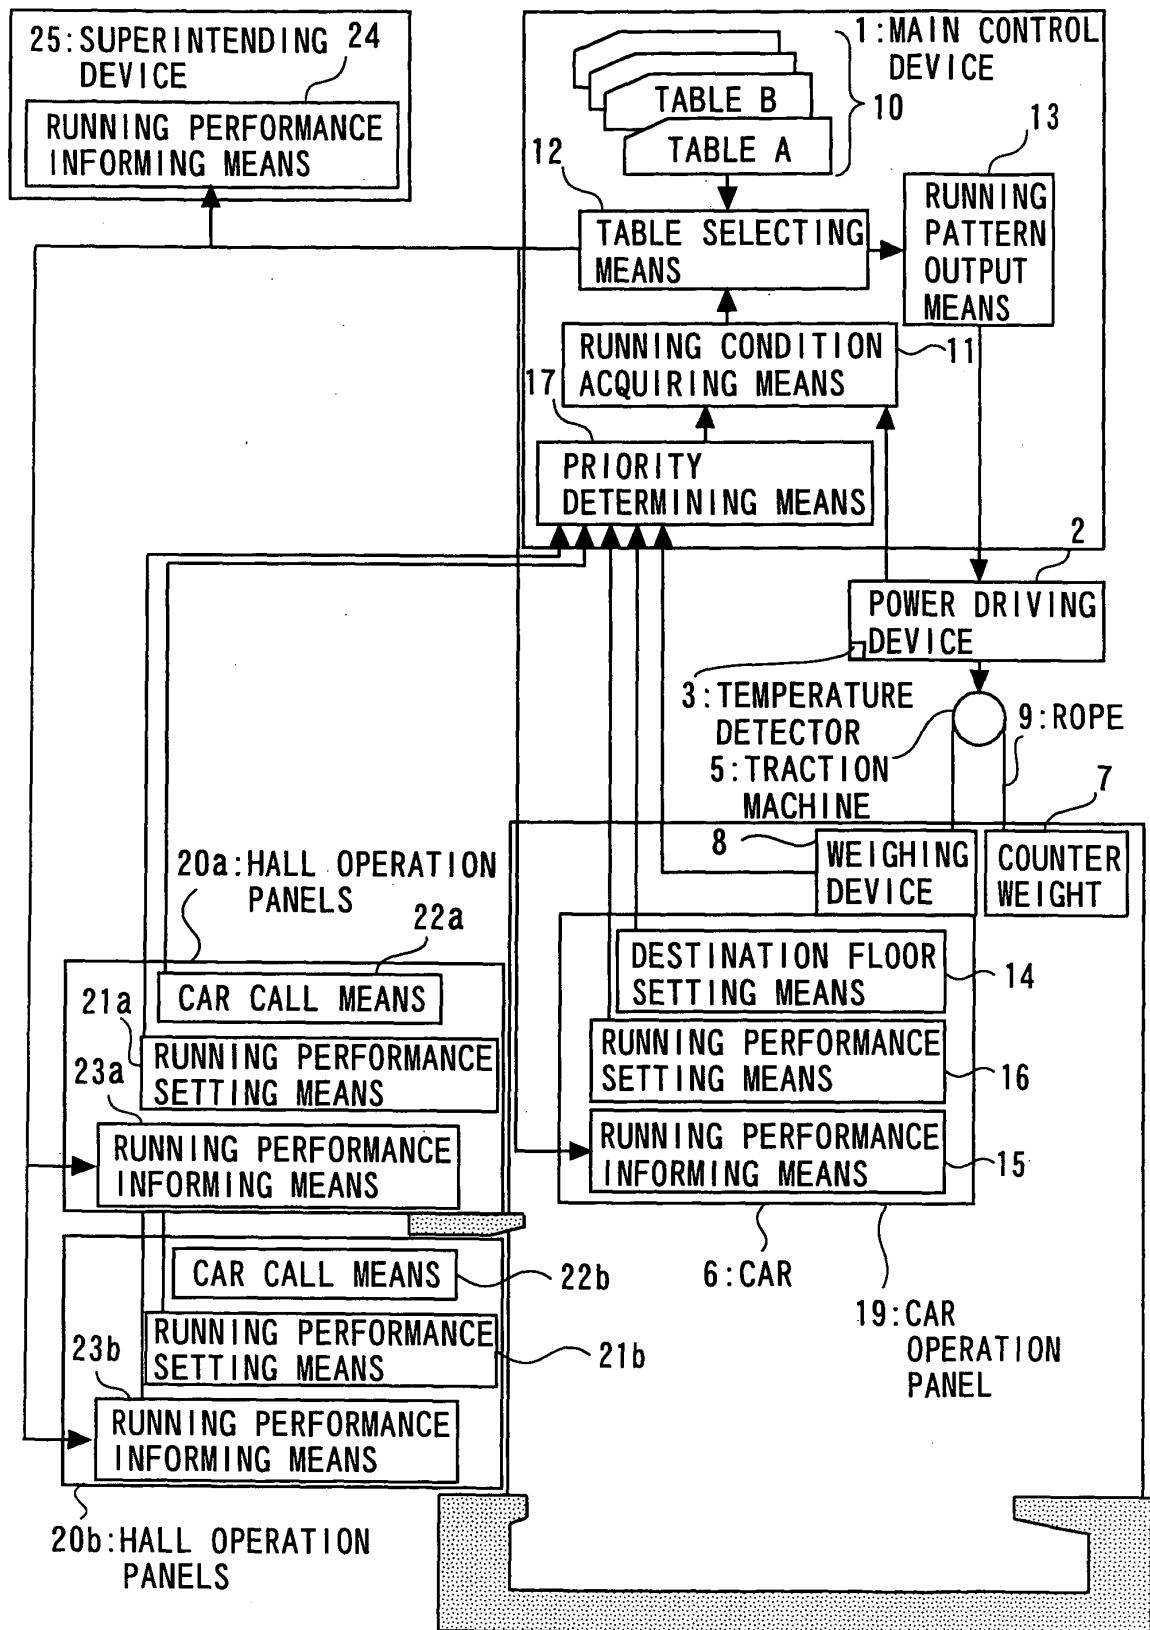 25:SUPERINTENDING
DEVICE
24
RUNNING PERFORMANCE
INFORMING MEANS
1:MAIN CONTROL
DEVICE
10
TABLE B
TABLE A
12
13
TABLE SELECTING
MEANS
RUNNING
PATTERN
OUTPUT
MEANS
RUNNING CONDITION
ACQUIRING MEANS
11
17
PRIORITY
DETERMINING MEANS
2
POWER DRIVING
DEVICE
3:TEMPERATURE
DETECTOR
9:ROPE
5:TRACTION
MACHINE
7
8
WEIGHING
DEVICE
COUNTER
WEIGHT
20a:HALL OPERATION
PANELS
22a
CAR CALL MEANS
21a
RUNNING PERFORMANCE
SETTING MEANS
23a
RUNNING PERFORMANCE
INFORMING MEANS
DESTINATION FLOOR
SETTING MEANS
14
RUNNING PERFORMANCE
SETTING MEANS
16
RUNNING PERFORMANCE
INFORMING MEANS
15
6:CAR
19:CAR
OPERATION
PANEL
CAR CALL MEANS
22b
RUNNING PERFORMANCE
SETTING MEANS
21b
23b
RUNNING PERFORMANCE
INFORMING MEANS
20b:HALL OPERATION
PANELS